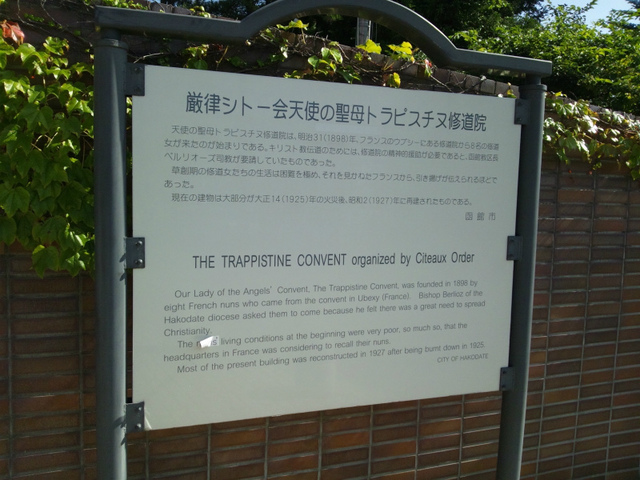 厳律シトー会天使の聖母トラピスチヌ修道院
天使の聖母トラピスチヌ修道院は、明治31(1898)年、フランスのウプシーにある修道院から8名の修道
女が来たのが始まりである。キリスト教伝道のためには、修道院の精神的援助が必要であると、函館教区長
ベルリオーズ司教が要請していたものであった。
草創期の修道女たちの生活は困難を極め、それを見かねたフランスから、引き揚げが伝えられるほどで
あった。
現在の建物は大部分が大正14(1925)年の火災後、昭和2(1927)年に再建されたものである。
函館市
THE TRAPPISTINE CONVENT organized by Citeaux Order
Our Lady of the Angels' Convent, The Trappistine Convent, was founded in 1898 by
eight French nuns who came from the convent in Ubexy (France). Bishop Berlioz of the
Hakodate diocese asked them to come because he felt there was a great need to spread
Christianity.
The living conditions at the beginning were very poor, so much so, that the
headquarters in France was considering to recall their nuns.
Most of the present building was reconstructed in 1927 after being burnt down in 1925.
CITY OF HAKODATE